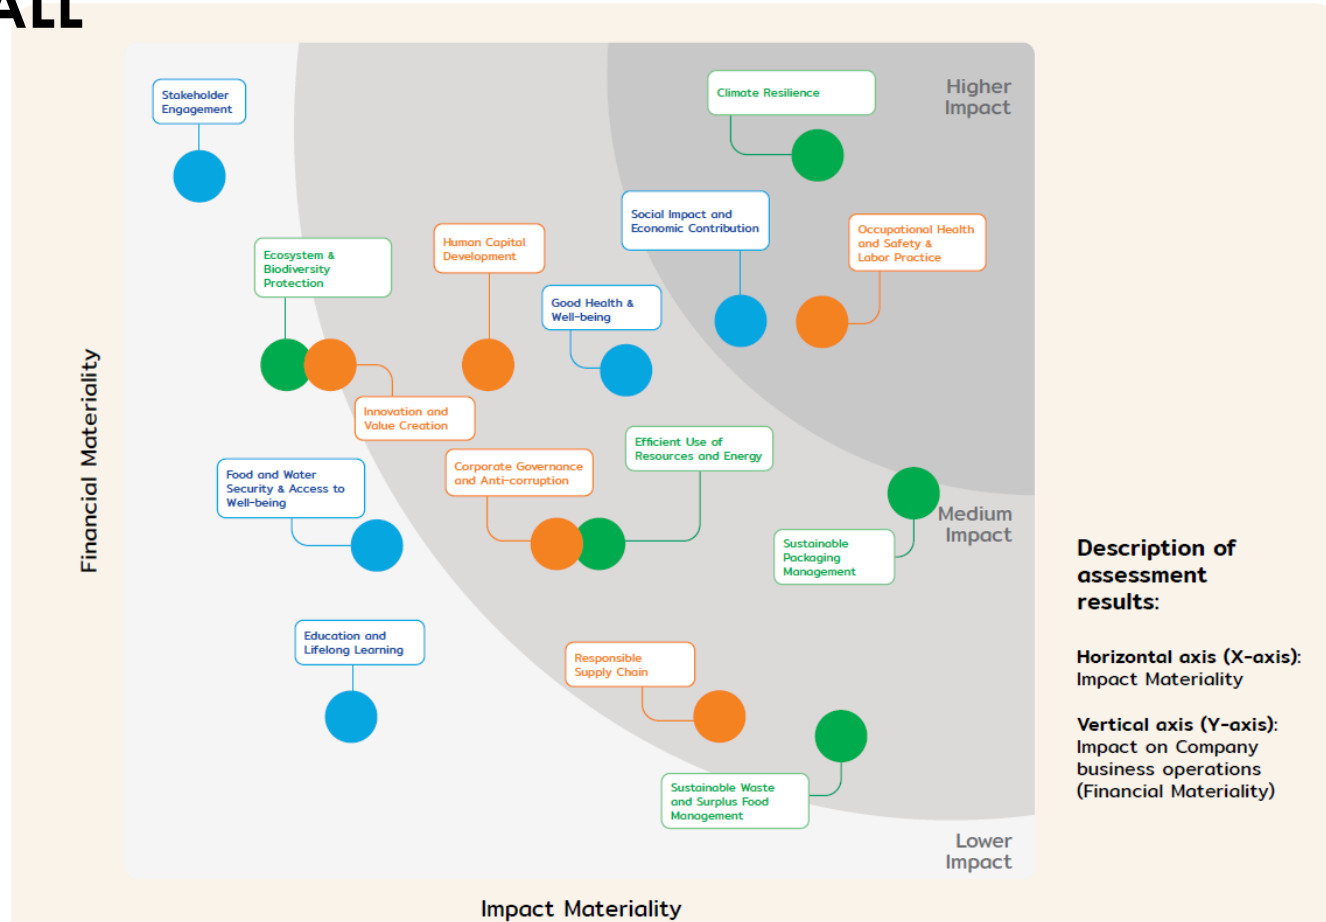 ALL
Stakeholder
Engagement
Climate Resilience
Higher
Impact
Social Impact and
Economic Contribution
Occupational Health
and Safety &
Labor Practice
Human Capital
Development
Ecosystem &
Biodiversity
Protection
Good Health &
Well-being
Innovation and
Value Creation
Efficient Use of
Resources and Energy
Corporate Governance
and Anti-corruption
Food and Water
Security & Access to
Well-being
Medium
Impact
Sustainable
Packaging
Management
Education and
Lifelong Learning
Responsible
Supply Chain
Sustainable Waste
and Surplus Food
Management
Lower
Impact
Financial Materiality
Impact Materiality
Description of
assessment
results:
Horizontal axis (X-axis):
Impact Materiality
Vertical axis (Y-axis):
Impact on Company
business operations
(Financial Materiality)